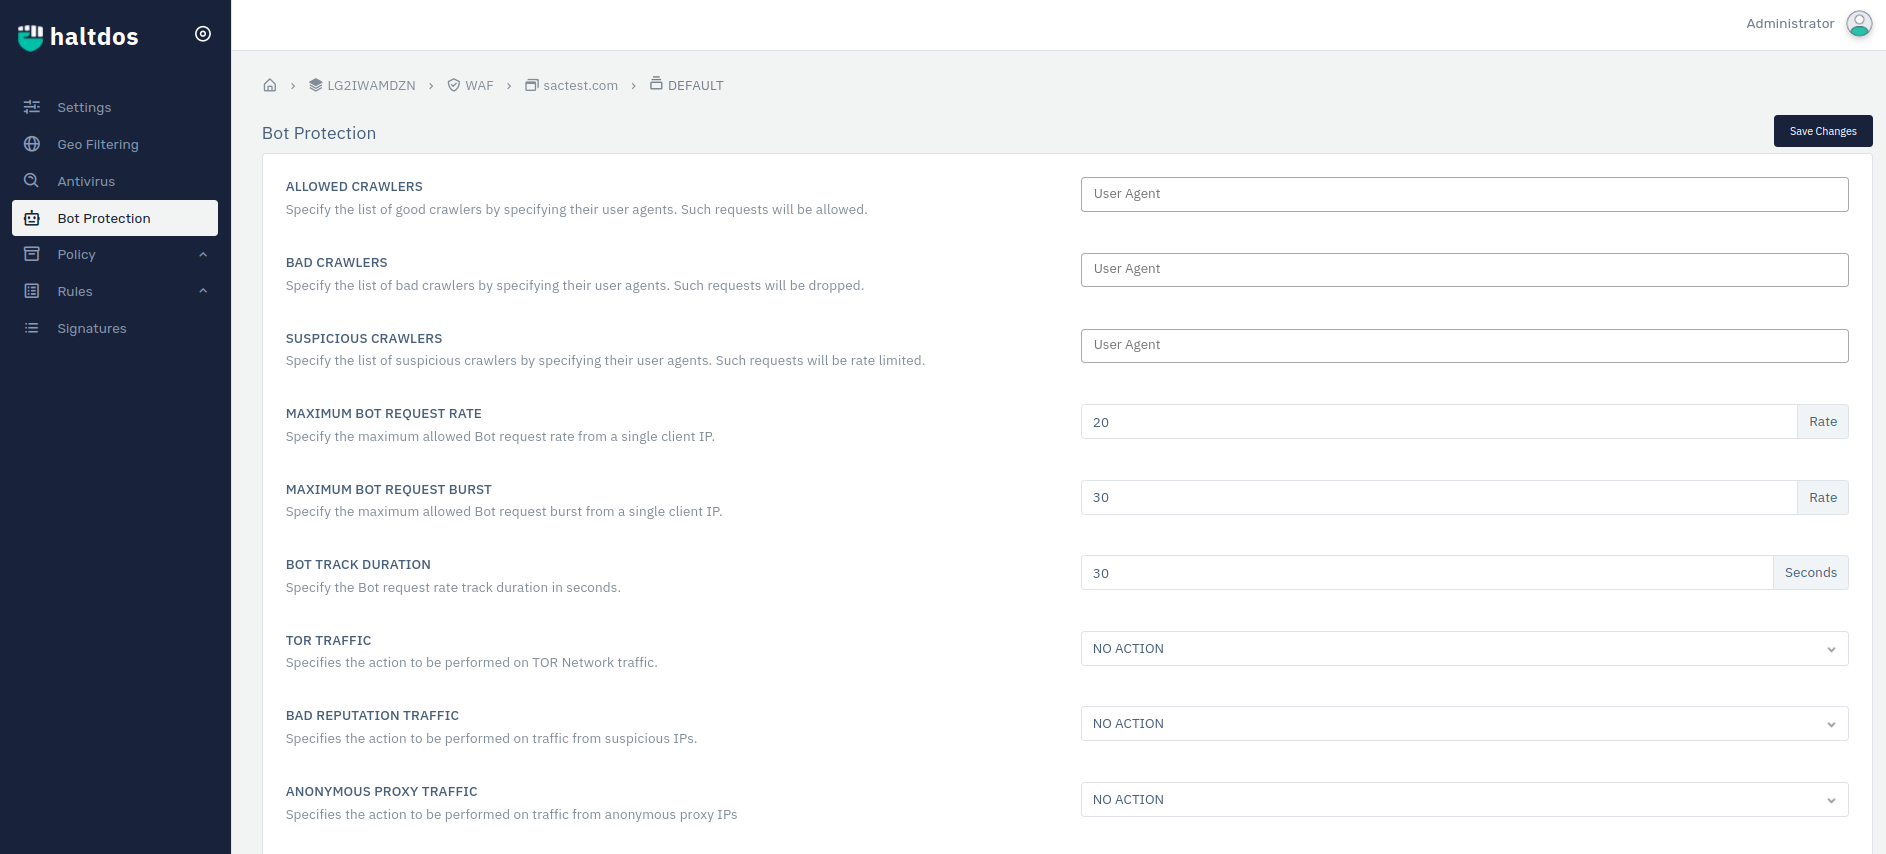 haltdos
Administrator
Settings
Geo Filtering
Antivirus
Bot Protection
Policy
Rules
Signatures
LG2IWAMDZN › WAF › sactest.com › DEFAULT
Bot Protection
Save Changes
ALLOWED CRAWLERS
Specify the list of good crawlers by specifying their user agents. Such requests will be allowed.
User Agent
BAD CRAWLERS
Specify the list of bad crawlers by specifying their user agents. Such requests will be dropped.
User Agent
SUSPICIOUS CRAWLERS
Specify the list of suspicious crawlers by specifying their user agents. Such requests will be rate limited.
User Agent
MAXIMUM BOT REQUEST RATE
Specify the maximum allowed Bot request rate from a single client IP.
20 Rate
MAXIMUM BOT REQUEST BURST
Specify the maximum allowed Bot request burst from a single client IP.
30 Rate
BOT TRACK DURATION
Specify the Bot request rate track duration in seconds.
30 Seconds
TOR TRAFFIC
Specifies the action to be performed on TOR Network traffic.
NO ACTION
BAD REPUTATION TRAFFIC
Specifies the action to be performed on traffic from suspicious IPs.
NO ACTION
ANONYMOUS PROXY TRAFFIC
Specifies the action to be performed on traffic from anonymous proxy IPs
NO ACTION